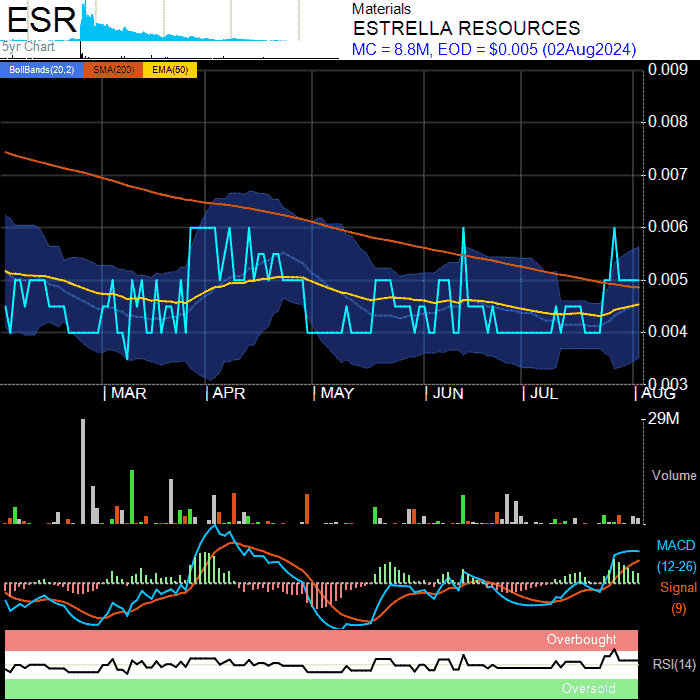 ESR
5yr Chart
Materials
ESTRELLA RESOURCES
MC = 8.8M, EOD = $0.005 (02Aug2024)
BollBands(20,2) SMA(200) EMA(50)
0.009
0.008
0.007
0.006
0.005
0.004
0.003
MAR APR MAY JUN JUL AUG
29M
Volume
MACD
(12-26)
Signal
(9)
Overbought
RSI(14)
Oversold